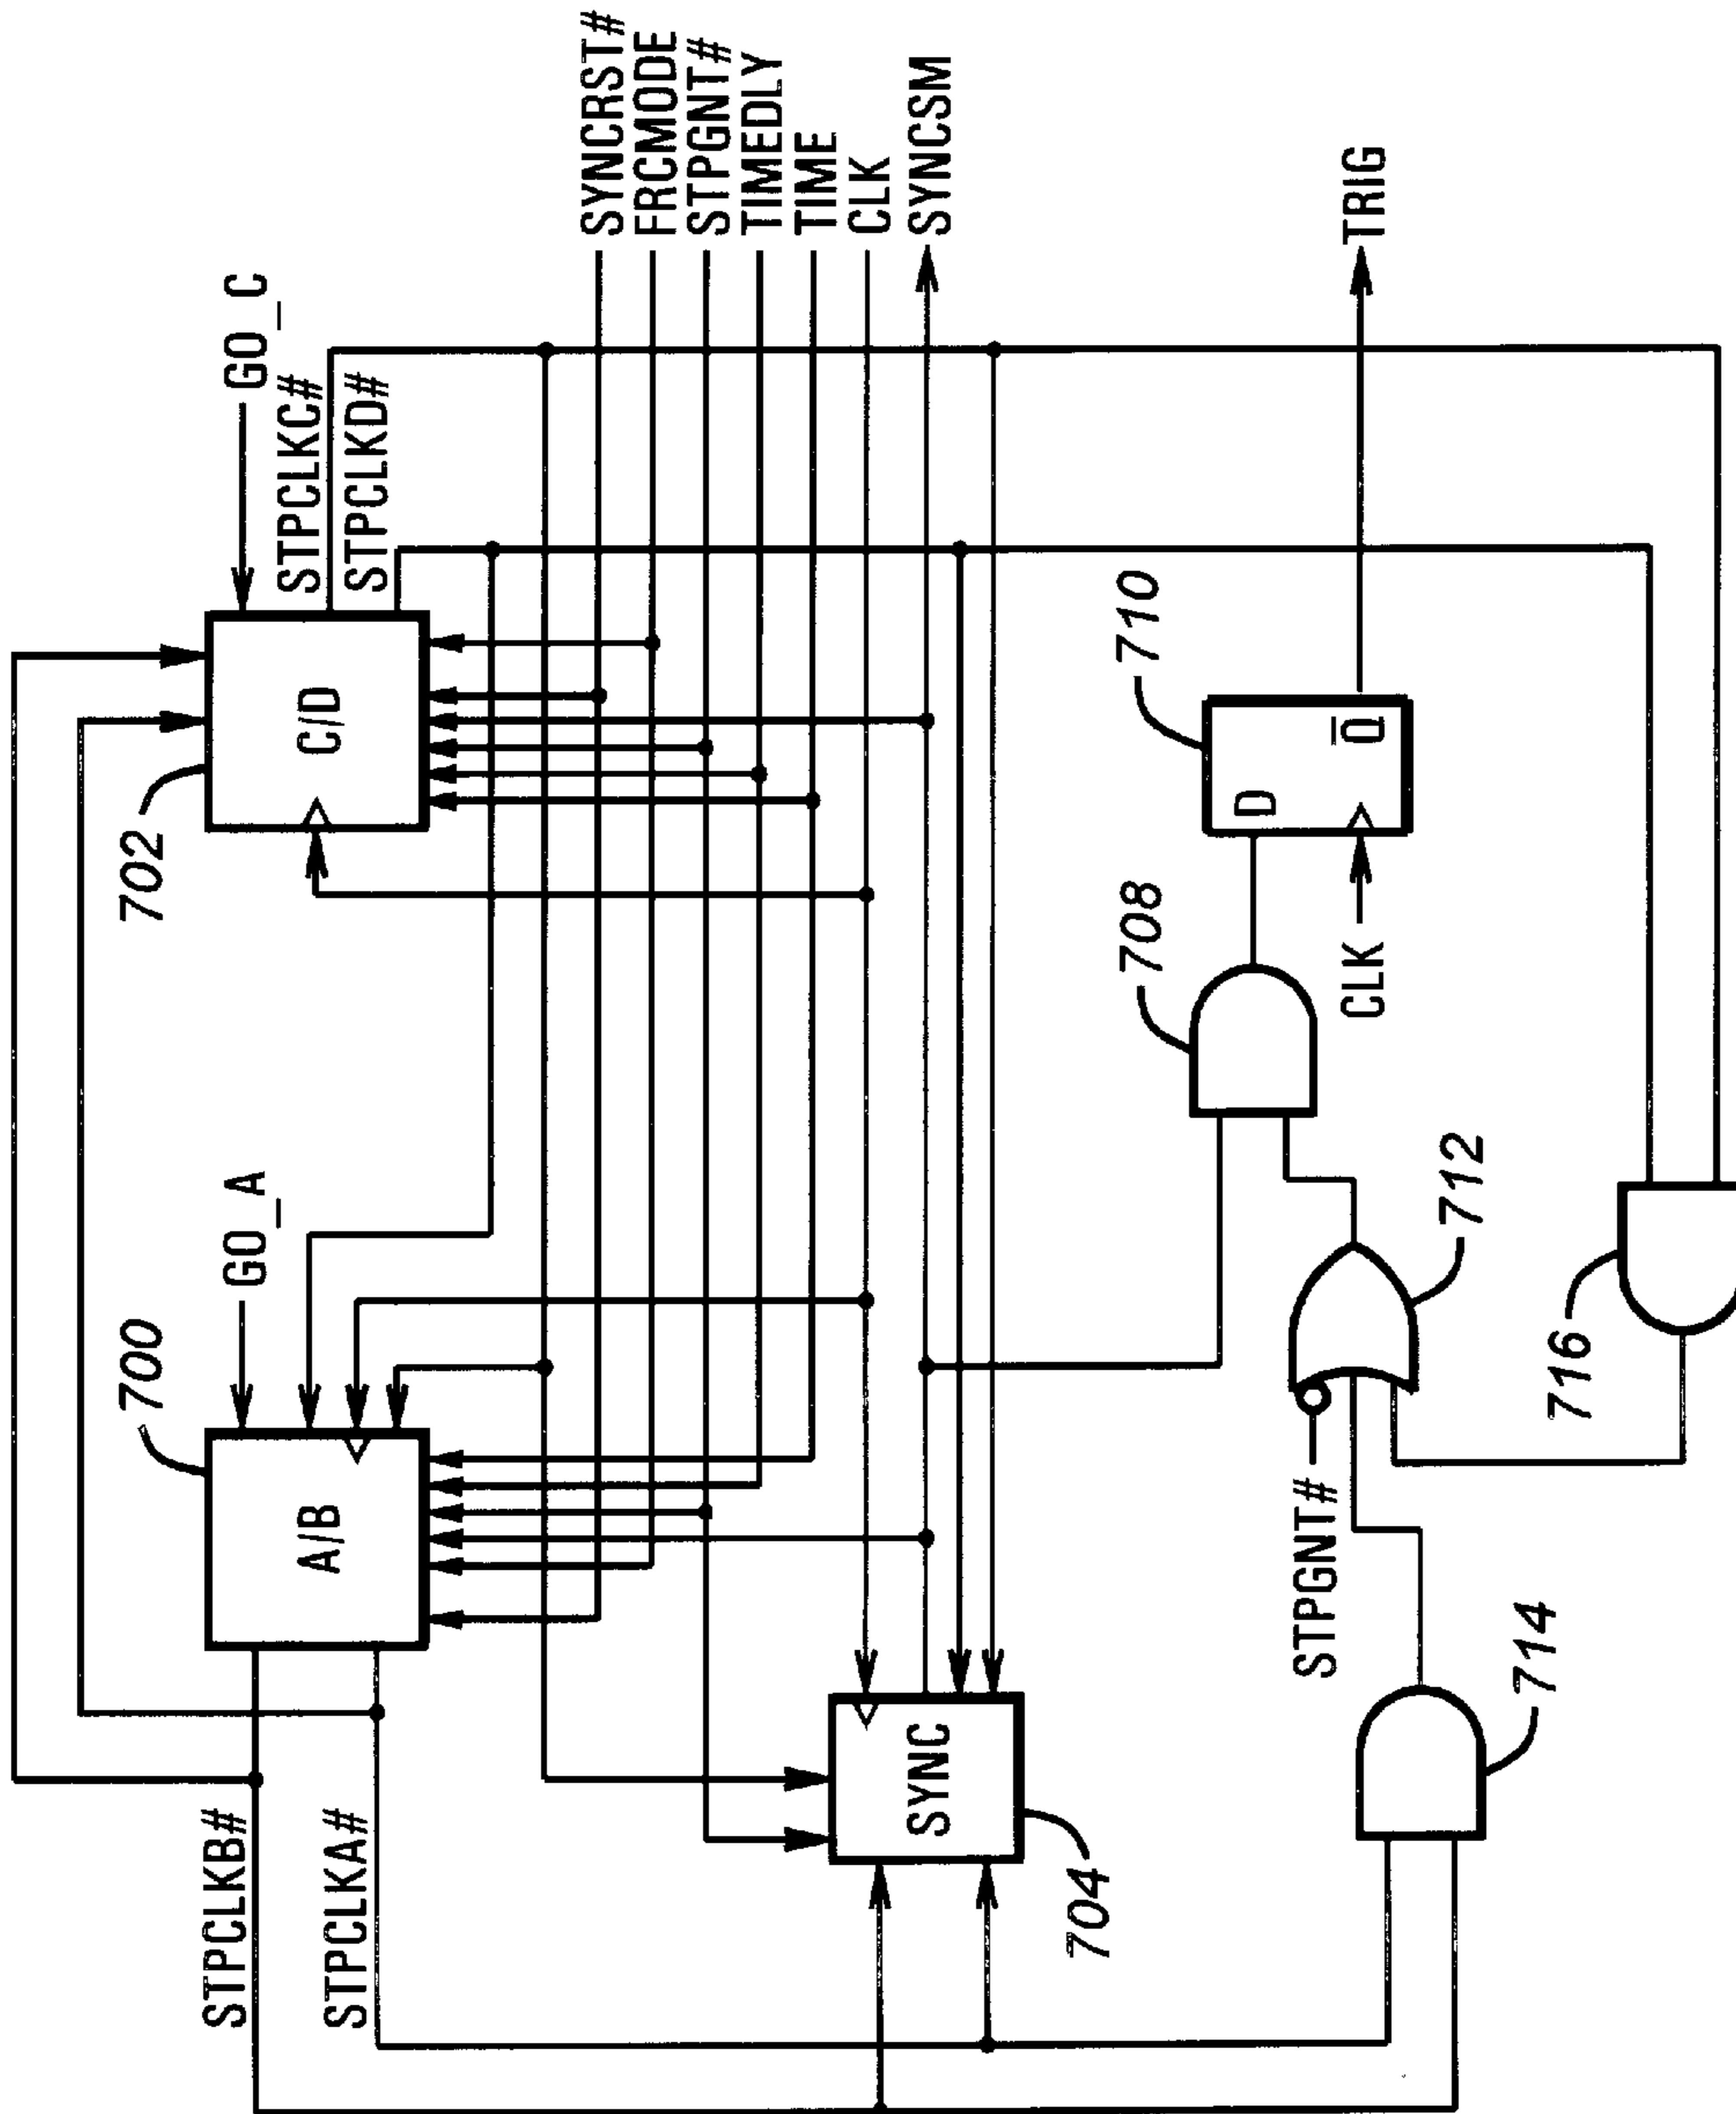 STPCLKB#
STPCLKA#
700
A/B
GO_A
702
C/D
GO_C
STPCLKC#
STPCLKD#
SYNCRST#
FRCMODE
STPGNT#
TIMEDLY
TIME
CLK
SYNCSM
SYNC
704
STPGNT#
714
712
716
708
CLK
710
D
Q
TRIG